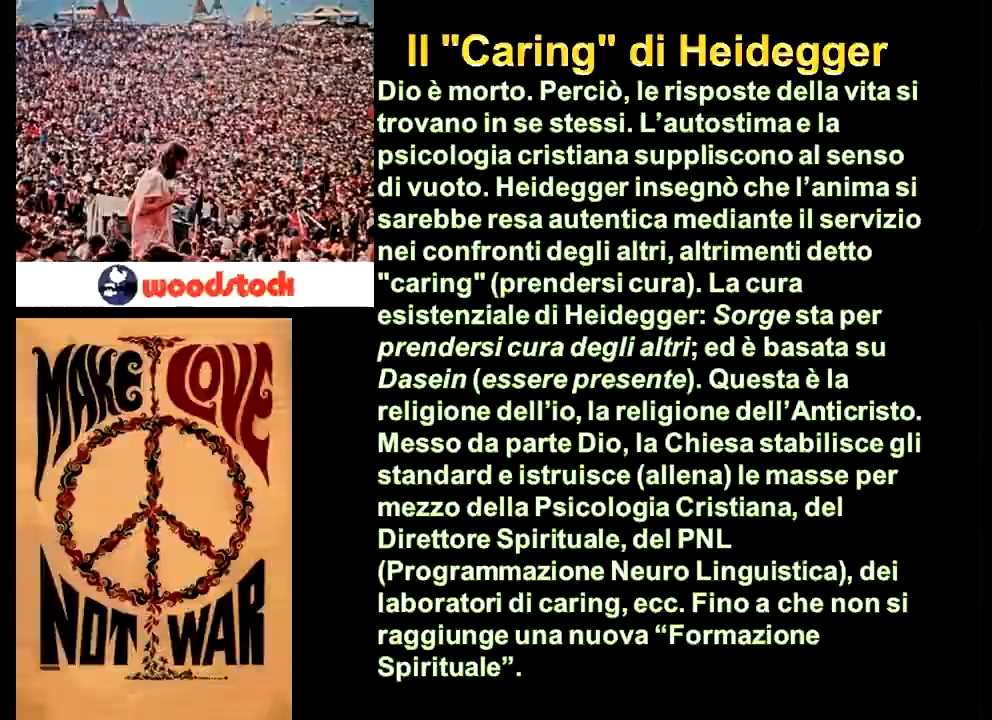 Il "Caring" di Heidegger
Dio è morto. Perciò, le risposte della vita si
trovano in se stessi. L’autostima e la
psicologia cristiana suppliscono al senso
di vuoto. Heidegger insegnò che l’anima si
sarebbe resa autentica mediante il servizio
nei confronti degli altri, altrimenti detto
"caring" (prendersi cura). La cura
esistenziale di Heidegger: Sorge sta per
prendersi cura degli altri; ed è basata su
Dasein (essere presente). Questa è la
religione dell’io, la religione dell’Anticristo.
Messo da parte Dio, la Chiesa stabilisce gli
standard e istruisce (allena) le masse per
mezzo della Psicologia Cristiana, del
Direttore Spirituale, del PNL
(Programmazione Neuro Linguistica), dei
laboratori di caring, ecc. Fino a che non si
raggiunge una nuova “Formazione
Spirituale”.
woodstock
MAKE LOVE
NOT WAR